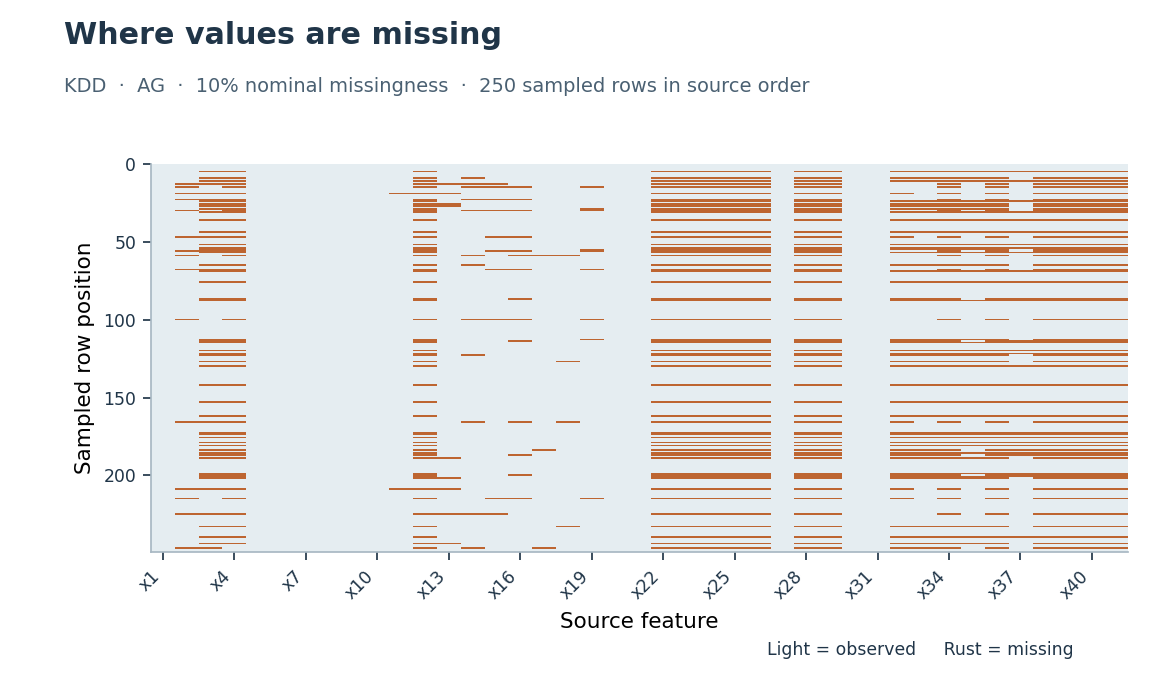 Where values are missing
KDD · AG · 10% nominal missingness · 250 sampled rows in source order
0
50
100
150
200
Sampled row position
x1
x4
x7
x10
x13
x16
x19
x22
x25
x28
x31
x34
x37
x40
Source feature
Light = observed Rust = missing